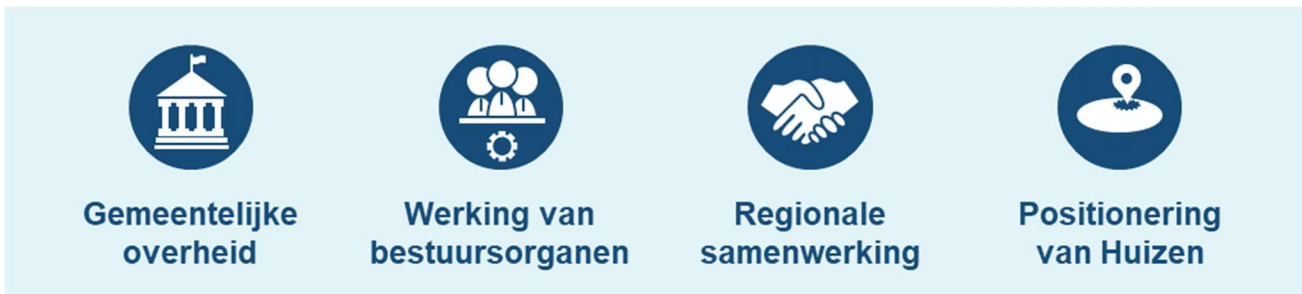 Gemeentelijke
overheid
Werking van
bestuursorganen
Regionale
samenwerking
Positionering
van Huizen